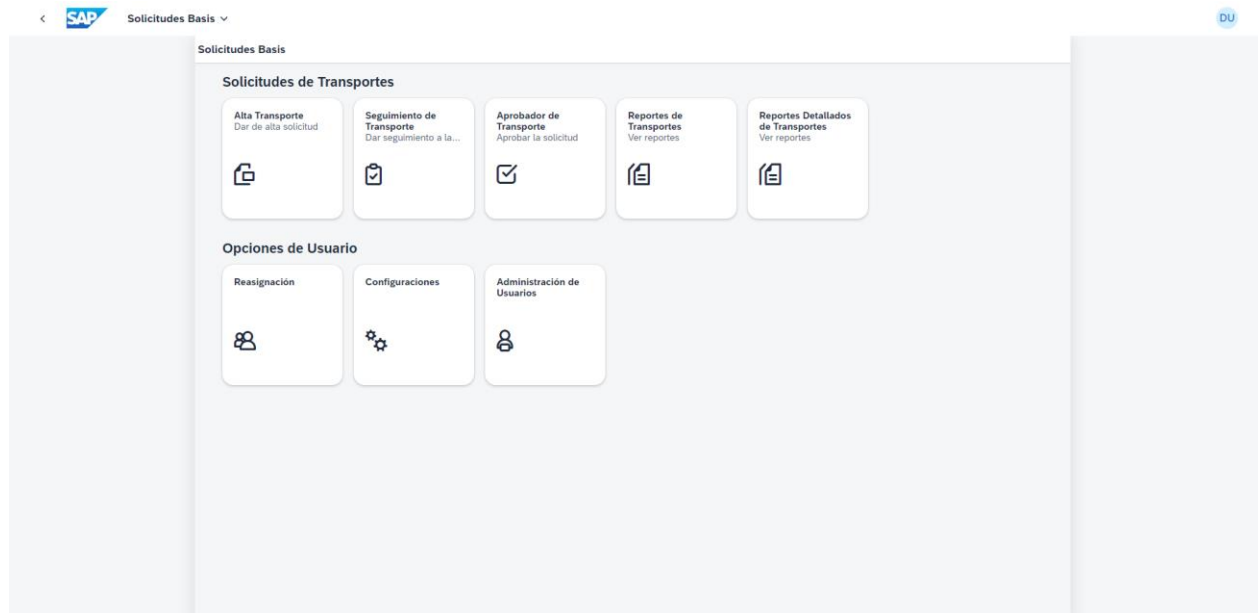 SAP
Solicitudes Basis
DU
Solicitudes Basis
Solicitudes de Transportes
Alta Transporte
Dar de alta solicitud
Seguimiento de
Transporte
Dar seguimiento a la...
Aprobador de
Transporte
Aprobar la solicitud
Reportes de
Transportes
Ver reportes
Reportes Detallados
de Transportes
Ver reportes
Opciones de Usuario
Reasignación
Configuraciones
Administración de
Usuarios